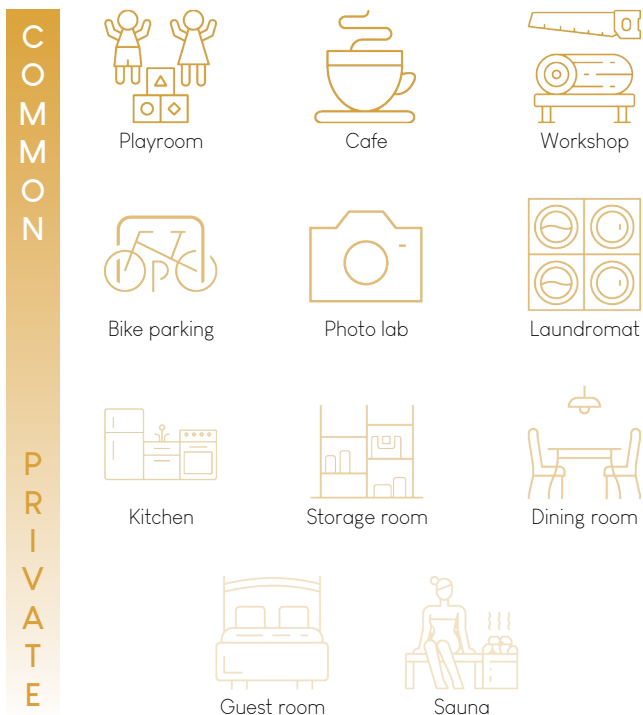 COMMON
PRIVATE
Playroom
Cafe
Workshop
Bike parking
Photo lab
Laundromat
Kitchen
Storage room
Dining room
Guest room
Sauna